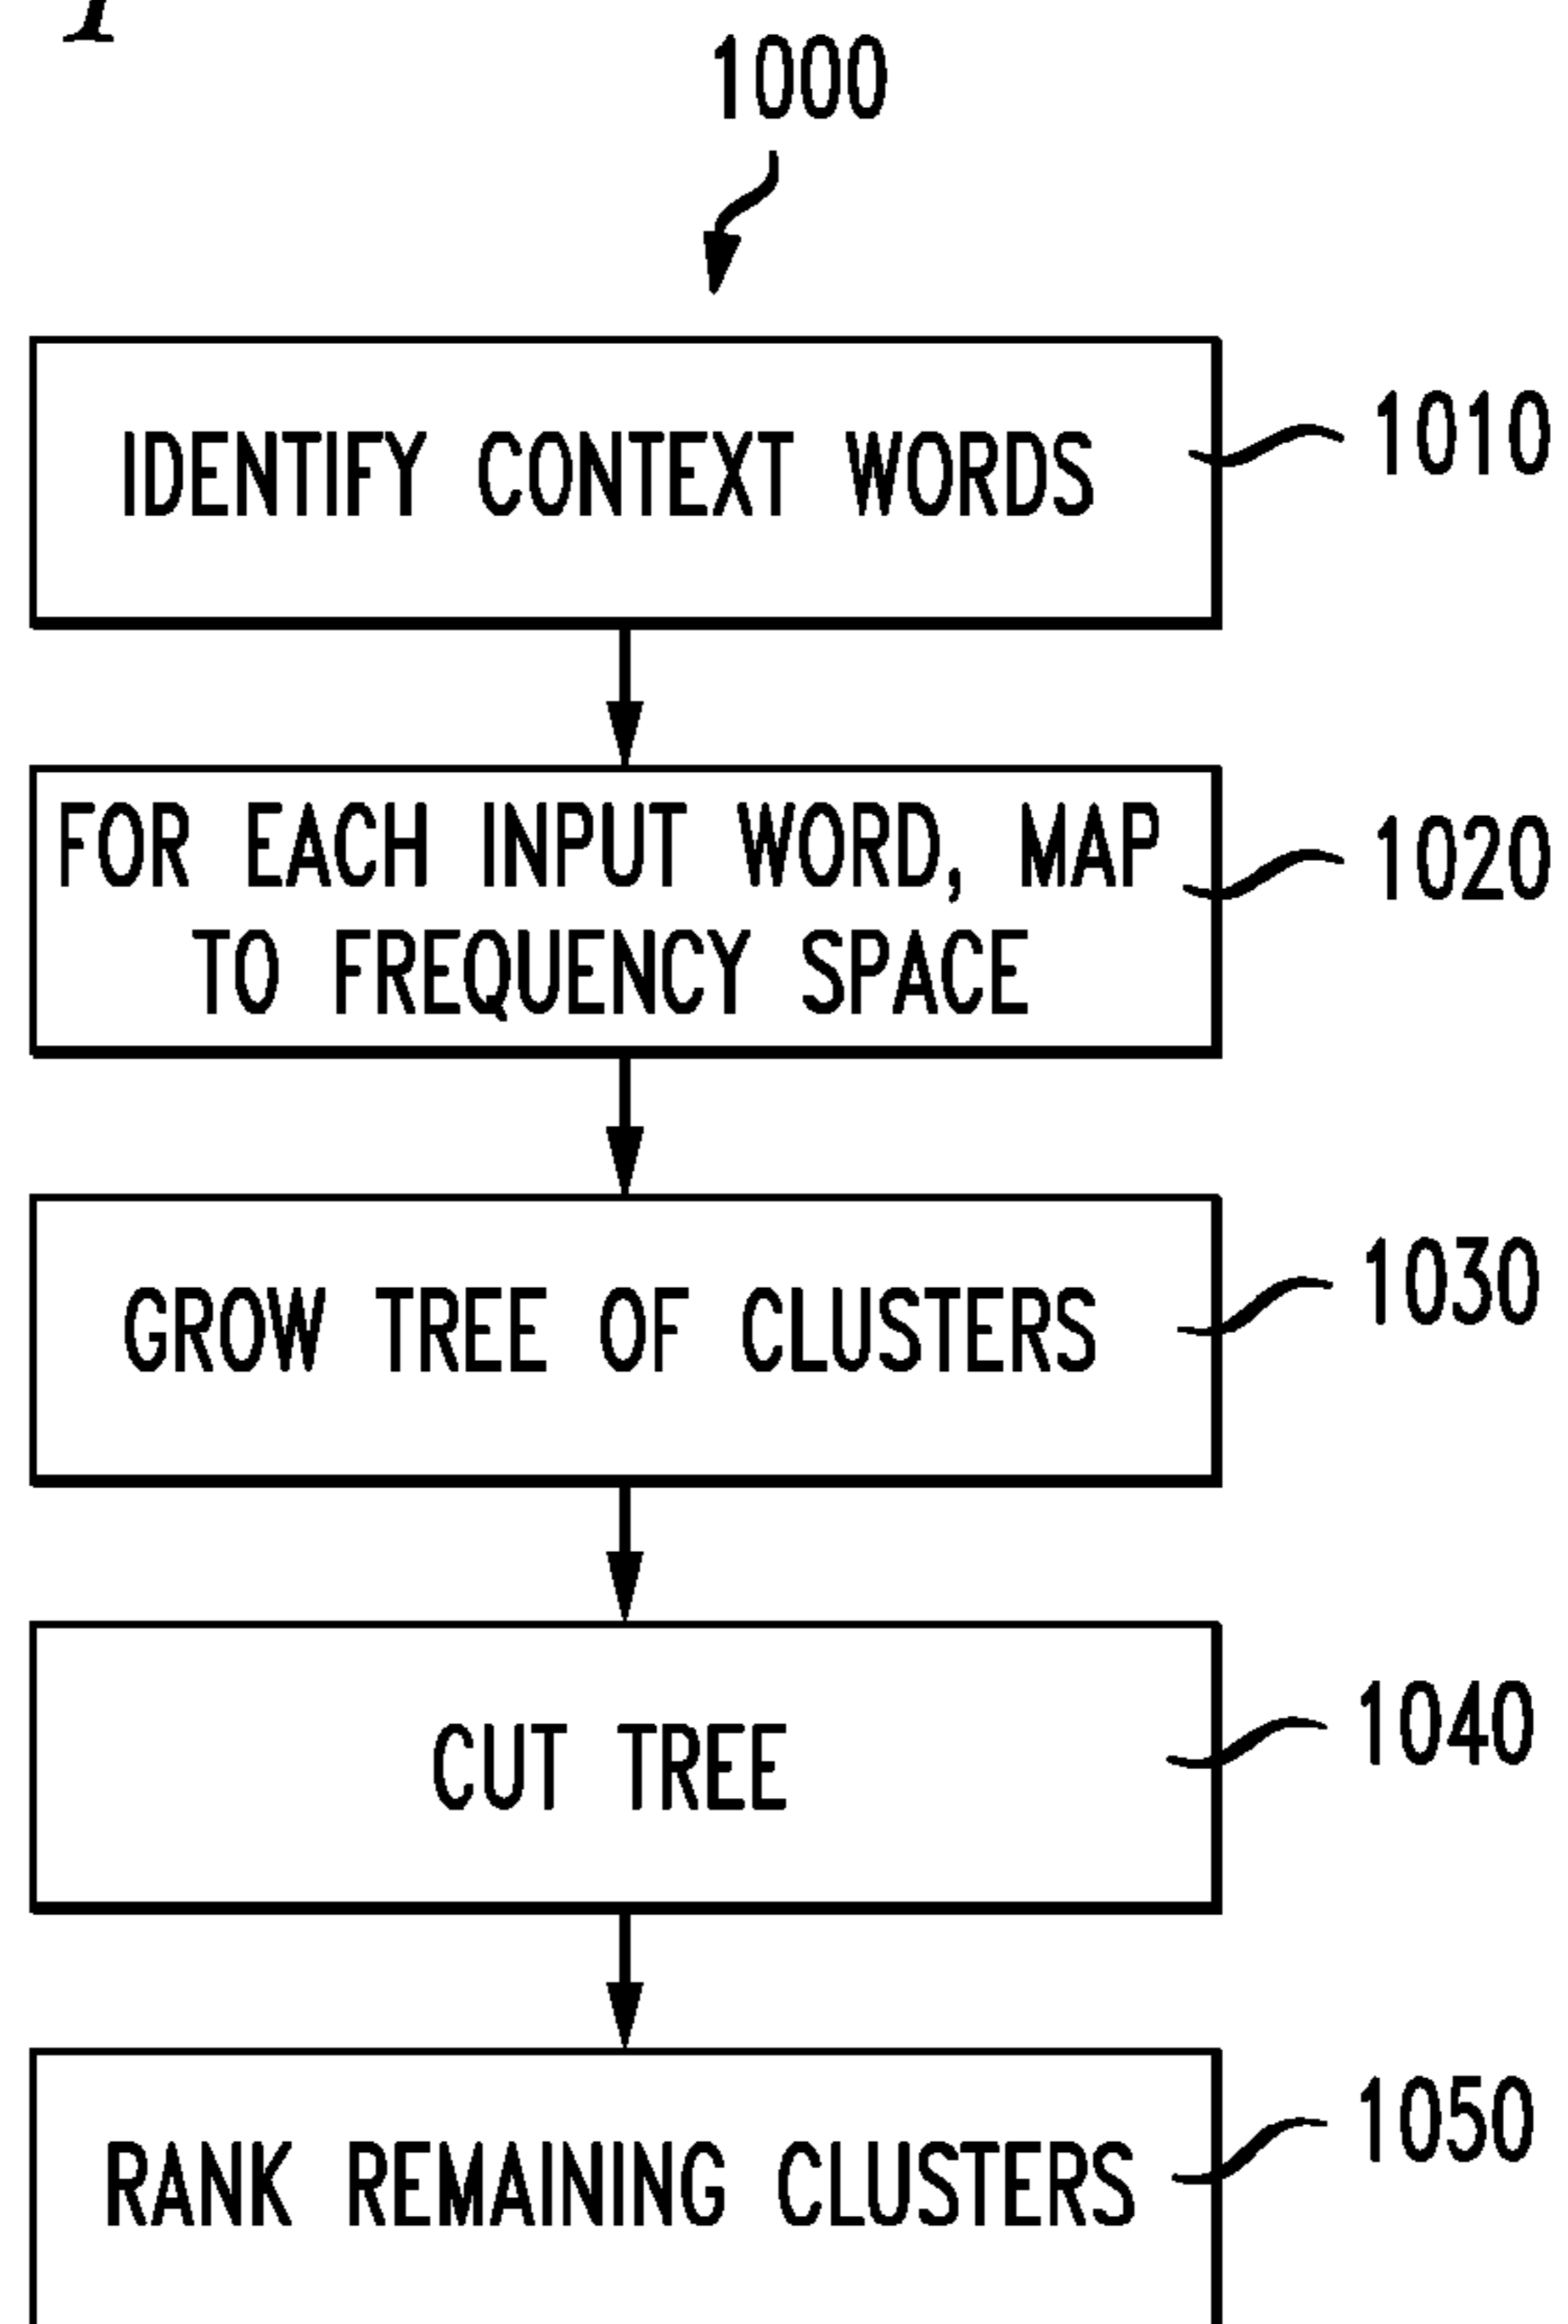 1000
IDENTIFY CONTEXT WORDS
1010
FOR EACH INPUT WORD, MAP
TO FREQUENCY SPACE
1020
GROW TREE OF CLUSTERS
1030
CUT TREE
1040
RANK REMAINING CLUSTERS
1050